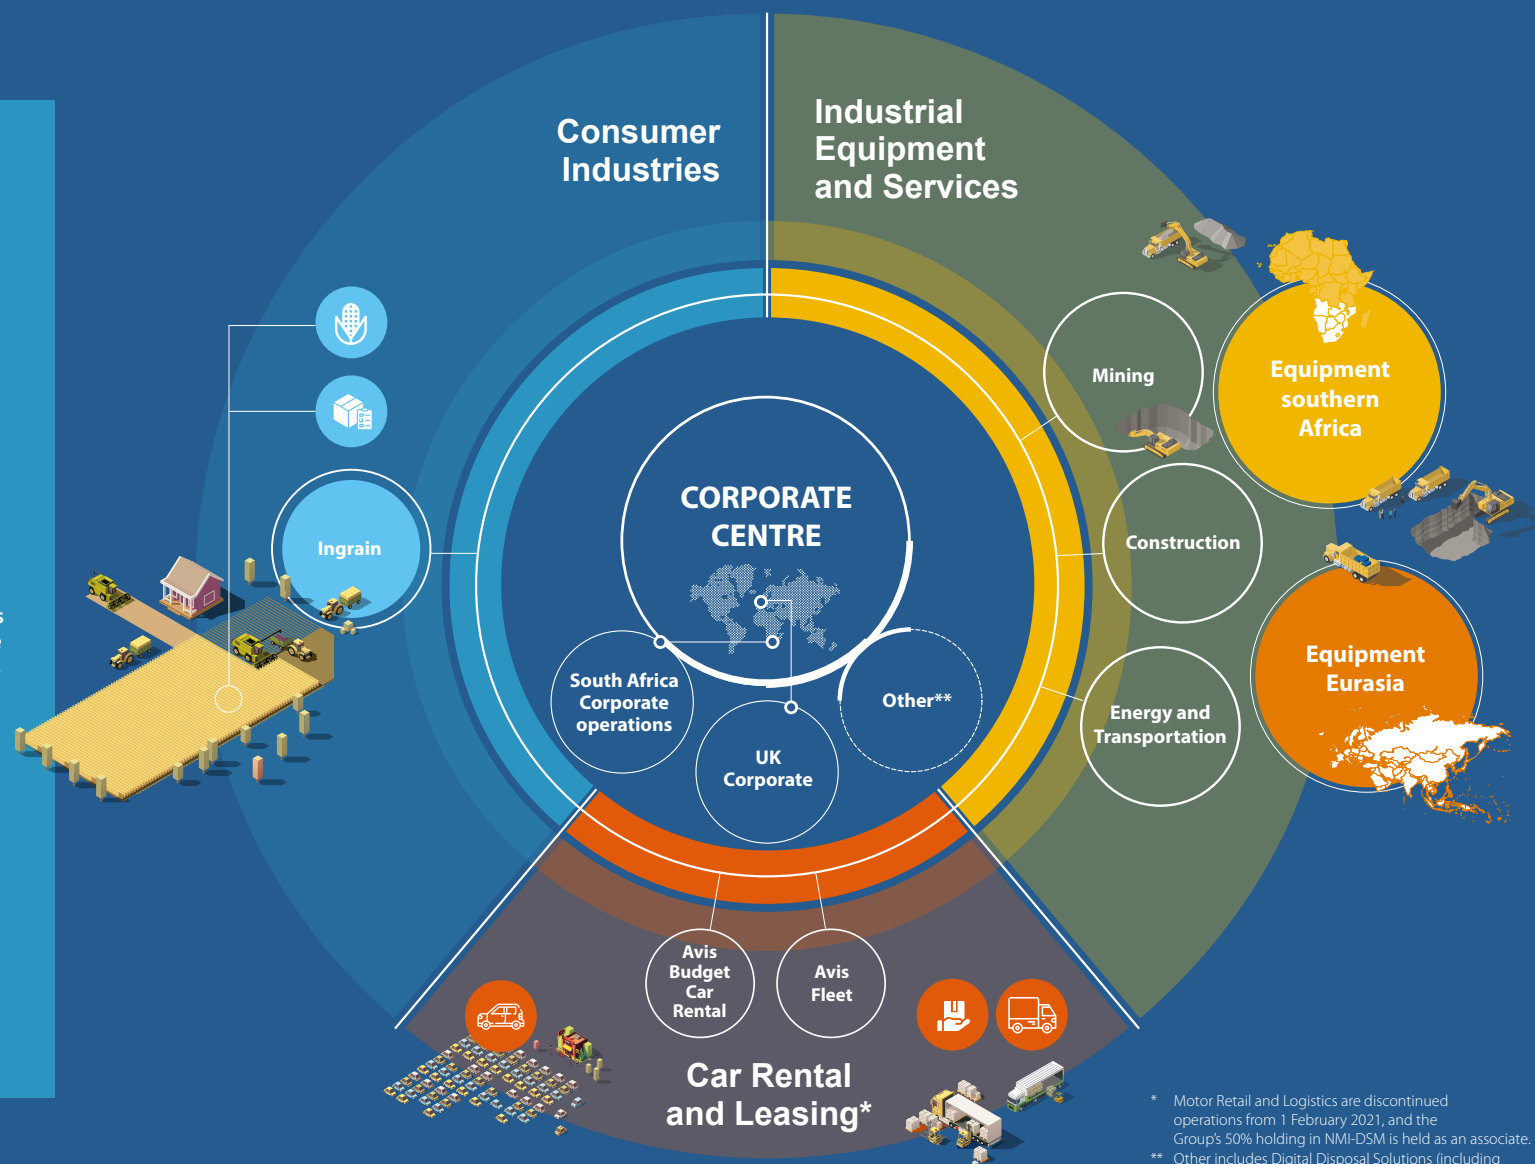 Consumer
Industries
Industrial
Equipment
and Services
Mining
Equipment
southern
Africa
CORPORATE
CENTRE
Ingrain
Construction
South Africa
Corporate
operations
Other**
UK
Corporate
Energy and
Transportation
Equipment
Eurasia
Avis
Budget
Car
Rental
Avis
Fleet
Car Rental
and Leasing*
* Motor Retail and Logistics are discontinued
operations from 1 February 2021, and the
Group's 50% holding in NMI-DSM is held as an associate.
** Other includes Digital Disposal Solutions (including